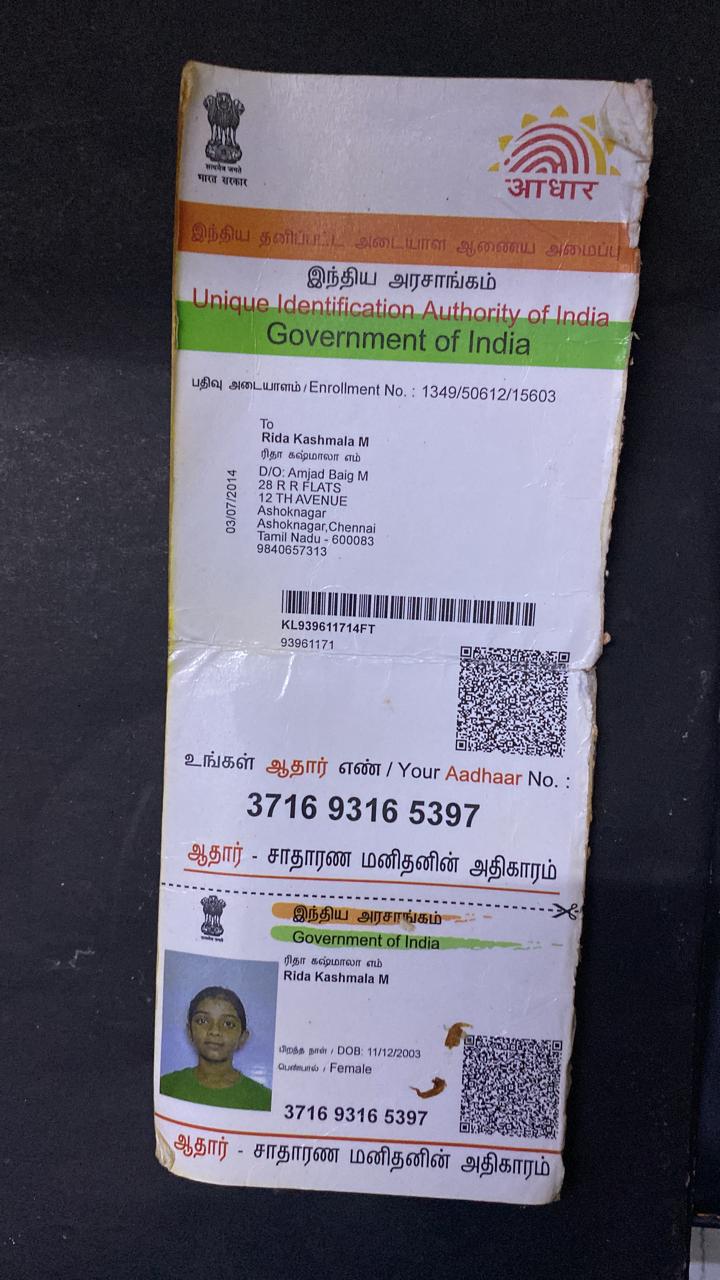 सत्यमेव जयते
भारत सरकार
आधार
இந்திய தனிப்பட்ட அடையாள ஆணைய அமைப்பு
இந்திய அரசாங்கம்
Unique Identification Authority of India
Government of India
பதிவு அடையாளம் / Enrollment No. : 1349/50612/15603
To
Rida Kashmala M
ரிதா கஷ்மாலா எம்
D/O: Amjad Baig M
28 R R FLATS
12 TH AVENUE
Ashoknagar
Ashoknagar,Chennai
Tamil Nadu - 600083
9840657313
03/07/2014
KL939611714FT
93961171
உங்கள் ஆதார் எண் / Your Aadhaar No. :
3716 9316 5397
ஆதார் - சாதாரண மனிதனின் அதிகாரம்
இந்திய அரசாங்கம்
Government of India
ரிதா கஷ்மாலா எம்
Rida Kashmala M
பிறந்த நாள் / DOB: 11/12/2003
பெண்பால் / Female
3716 9316 5397
ஆதார் - சாதாரண மனிதனின் அதிகாரம்